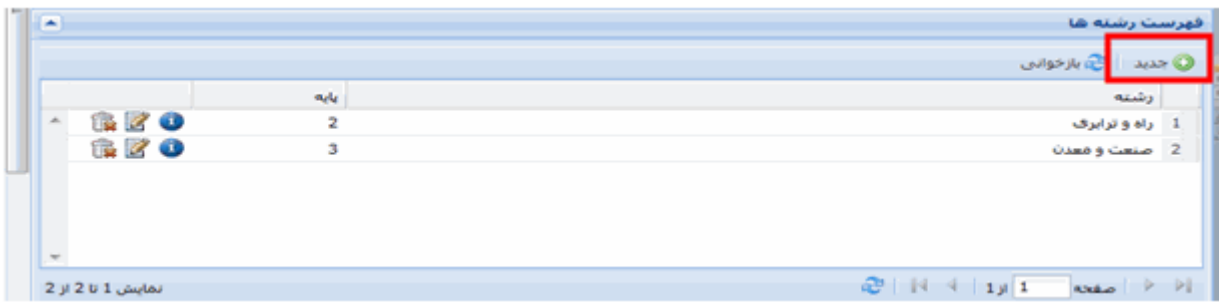 فهرست رشته ها
جدید بازخوانی
رشته پایه
1 راه و ترابری 2
2 صنعت و معدن 3
صفحه 1 از 1 نمایش 1 تا 2 از 2